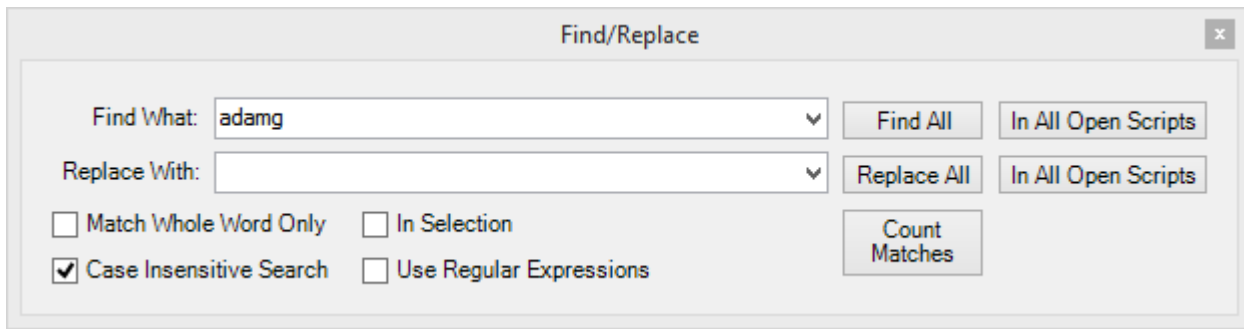 Find/Replace
x
Find What: adamg Find All In All Open Scripts
Replace With: Replace All In All Open Scripts
Match Whole Word Only In Selection Count
Matches
Case Insensitive Search Use Regular Expressions